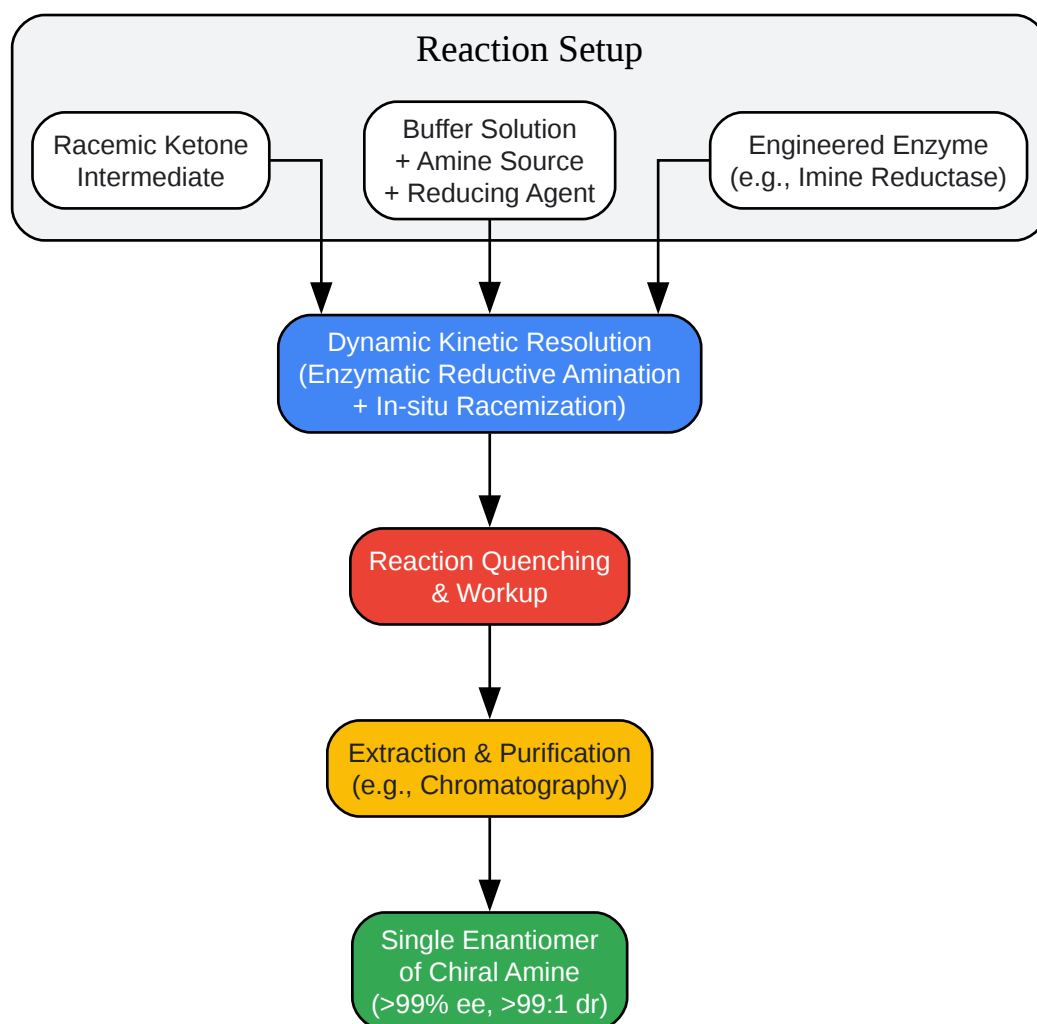 Reaction Setup
Racemic Ketone
Intermediate
Buffer Solution
+ Amine Source
+ Reducing Agent
Engineered Enzyme
(e.g., Imine Reductase)
Dynamic Kinetic Resolution
(Enzymatic Reductive Amination
+ In-situ Racemization)
Reaction Quenching
& Workup
Extraction & Purification
(e.g., Chromatography)
Single Enantiomer
of Chiral Amine
(>99% ee, >99:1 dr)